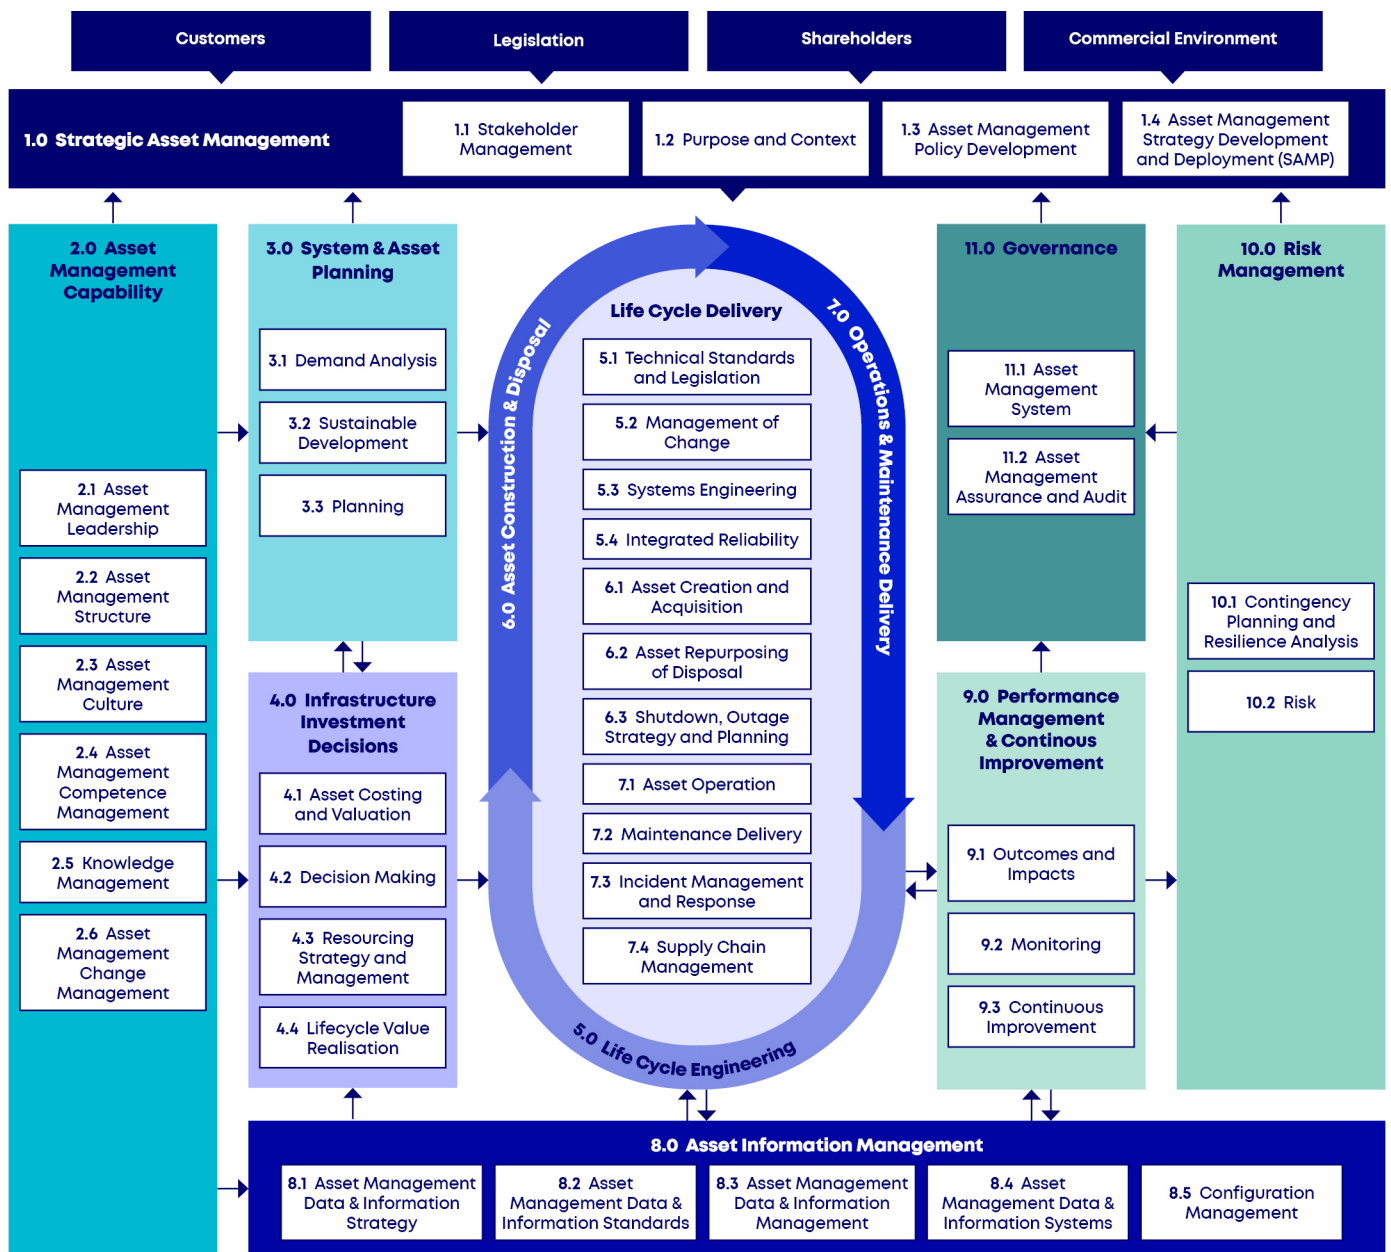 Customers
Legislation
Shareholders
Commercial Environment
1.0 Strategic Asset Management
1.1 Stakeholder
Management
1.2 Purpose and Context
1.3 Asset Management
Policy Development
1.4 Asset Management
Strategy Development
and Deployment (SAMP)
2.0 Asset
Management
Capability
2.1 Asset
Management
Leadership
2.2 Asset
Management
Structure
2.3 Asset
Management
Culture
2.4 Asset
Management
Competence
Management
2.5 Knowledge
Management
2.6 Asset
Management
Change
Management
3.0 System & Asset
Planning
3.1 Demand Analysis
3.2 Sustainable
Development
3.3 Planning
4.0 Infrastructure
Investment
Decisions
4.1 Asset Costing
and Valuation
4.2 Decision Making
4.3 Resourcing
Strategy and
Management
4.4 Lifecycle Value
Realisation
6.0 Asset Construction & Disposal
7.0 Operations & Maintenance Delivery
5.0 Life Cycle Engineering
Life Cycle Delivery
5.1 Technical Standards
and Legislation
5.2 Management of
Change
5.3 Systems Engineering
5.4 Integrated Reliability
6.1 Asset Creation and
Acquisition
6.2 Asset Repurposing
of Disposal
6.3 Shutdown, Outage
Strategy and Planning
7.1 Asset Operation
7.2 Maintenance Delivery
7.3 Incident Management
and Response
7.4 Supply Chain
Management
11.0 Governance
11.1 Asset
Management
System
11.2 Asset
Management
Assurance and Audit
9.0 Performance
Management
& Continous
Improvement
9.1 Outcomes and
Impacts
9.2 Monitoring
9.3 Continuous
Improvement
10.0 Risk
Management
10.1 Contingency
Planning and
Resilience Analysis
10.2 Risk
8.0 Asset Information Management
8.1 Asset Management
Data & Information
Strategy
8.2 Asset
Management Data &
Information Standards
8.3 Asset Management
Data & Information
Management
8.4 Asset
Management Data &
Information Systems
8.5 Configuration
Management